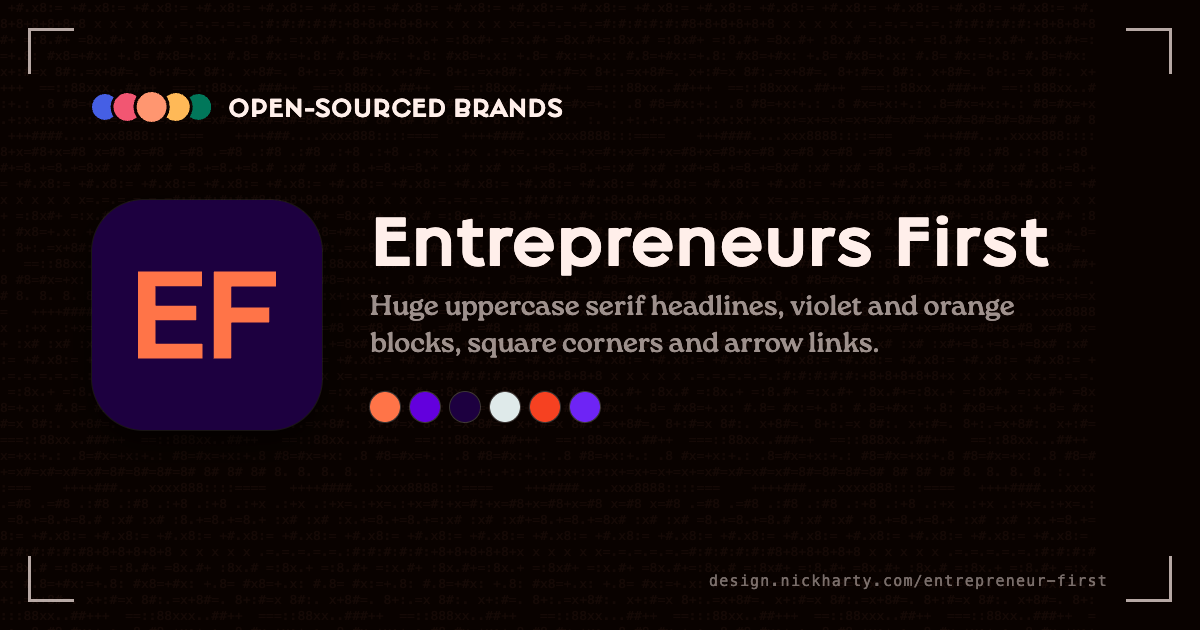 OPEN-SOURCED BRANDS
EF
Entrepreneurs First
Huge uppercase serif headlines, violet and orange
blocks, square corners and arrow links.
design.nickharty.com/entrepreneur-first